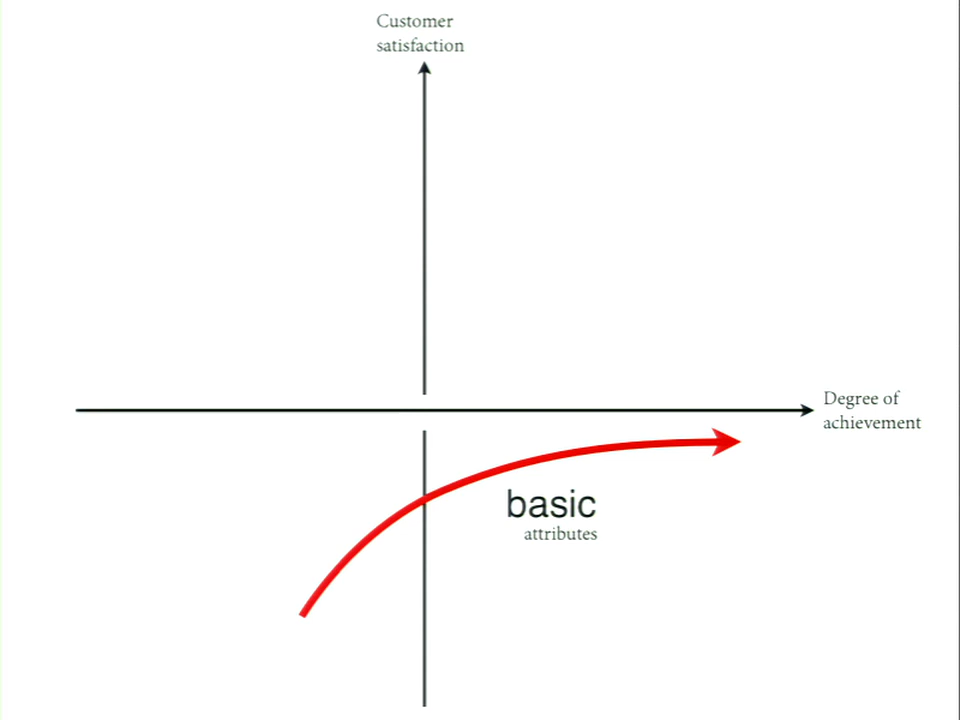 Customer
satisfaction
Degree of
achievement
basic
attributes